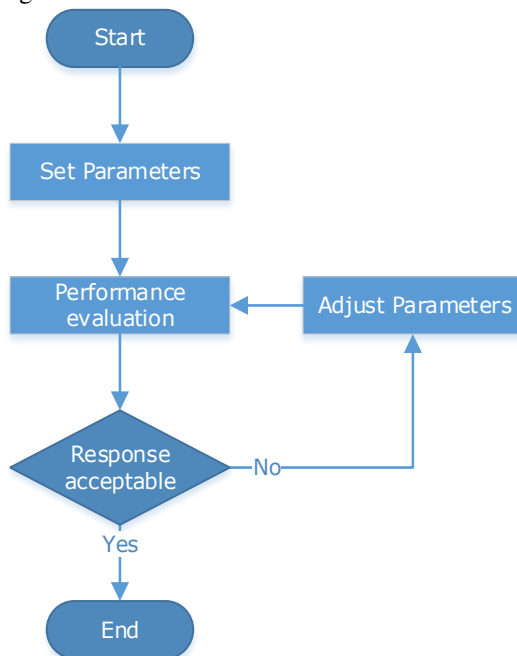 Start
Set Parameters
Performance
evaluation
Adjust Parameters
Response
acceptable
No
Yes
End